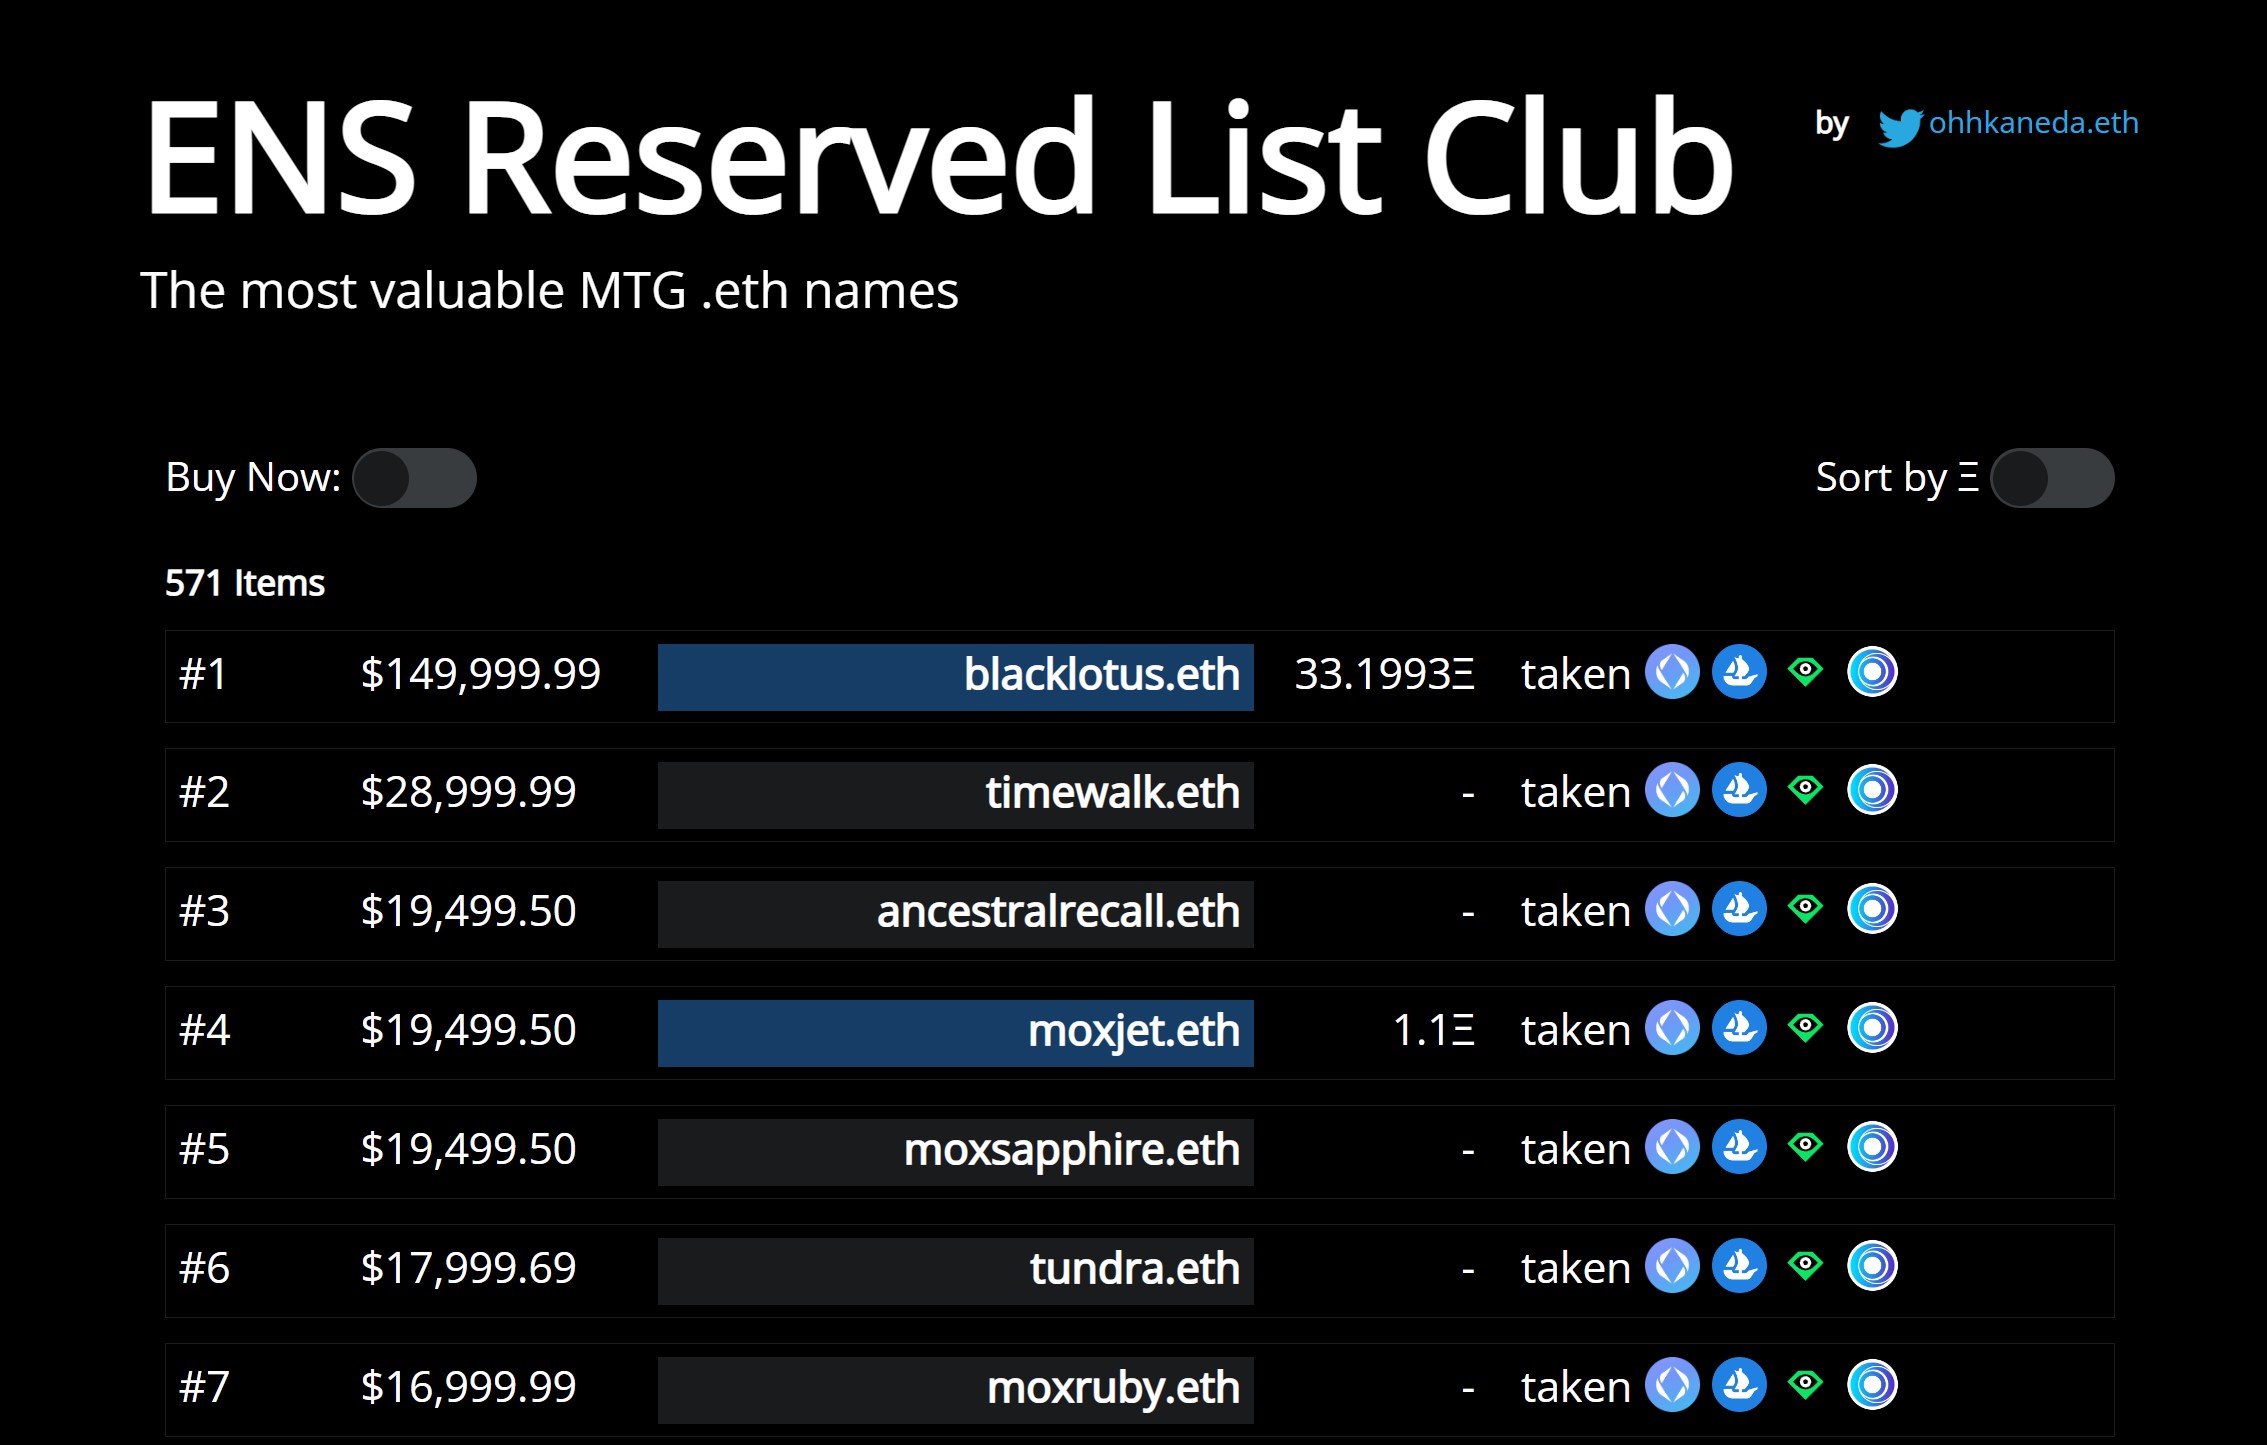 ENS Reserved List Club by ohhkaneda.eth
The most valuable MTG .eth names
Buy Now: Sort by Ξ
571 Items
#1 $149,999.99 blacklotus.eth 33.1993Ξ taken
#2 $28,999.99 timewalk.eth - taken
#3 $19,499.50 ancestralrecall.eth - taken
#4 $19,499.50 moxjet.eth 1.1Ξ taken
#5 $19,499.50 moxsapphire.eth - taken
#6 $17,999.69 tundra.eth - taken
#7 $16,999.99 moxruby.eth - taken